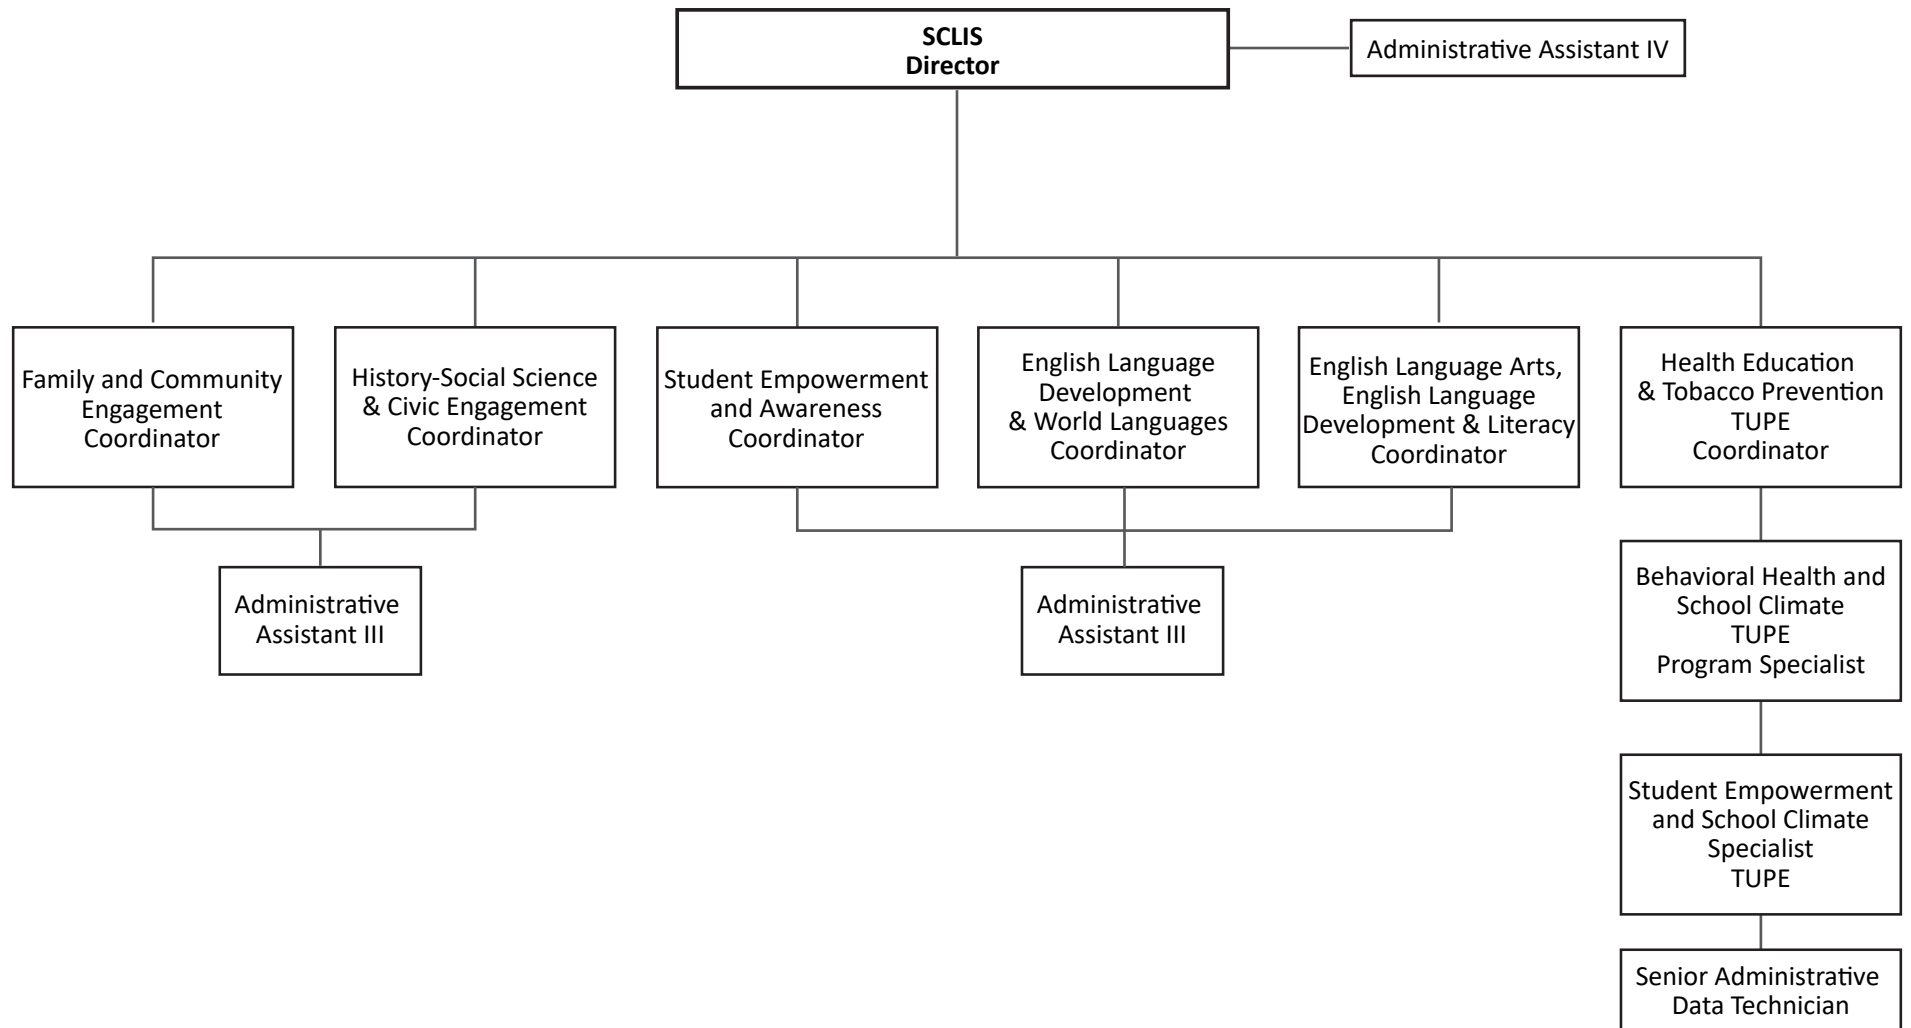 SCLIS
Director
Administrative Assistant IV
Family and Community
Engagement
Coordinator
History-Social Science
& Civic Engagement
Coordinator
Student Empowerment
and Awareness
Coordinator
English Language
Development
& World Languages
Coordinator
English Language Arts,
English Language
Development & Literacy
Coordinator
Health Education
& Tobacco Prevention
TUPE
Coordinator
Administrative
Assistant III
Administrative
Assistant III
Behavioral Health and
School Climate
TUPE
Program Specialist
Student Empowerment
and School Climate
Specialist
TUPE
Senior Administrative
Data Technician